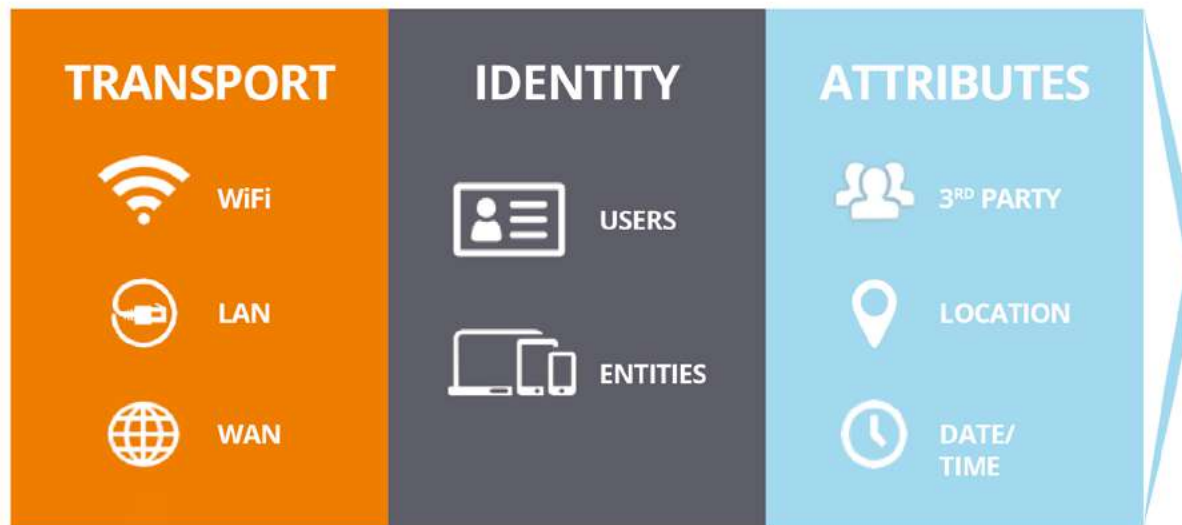 TRANSPORT
WiFi
LAN
WAN
IDENTITY
USERS
ENTITIES
ATTRIBUTES
3RD PARTY
LOCATION
DATE/
TIME